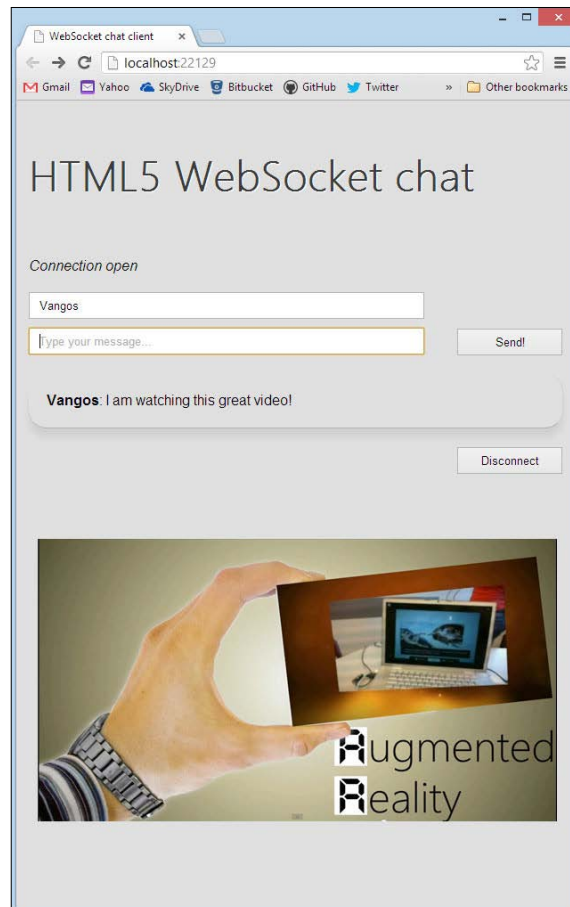 WebSocket chat client
localhost:22129
Gmail Yahoo SkyDrive Bitbucket GitHub Twitter » Other bookmarks
HTML5 WebSocket chat
Connection open
Vangos
Type your message...
Send!
Vangos: I am watching this great video!
Disconnect
Augmented
Reality